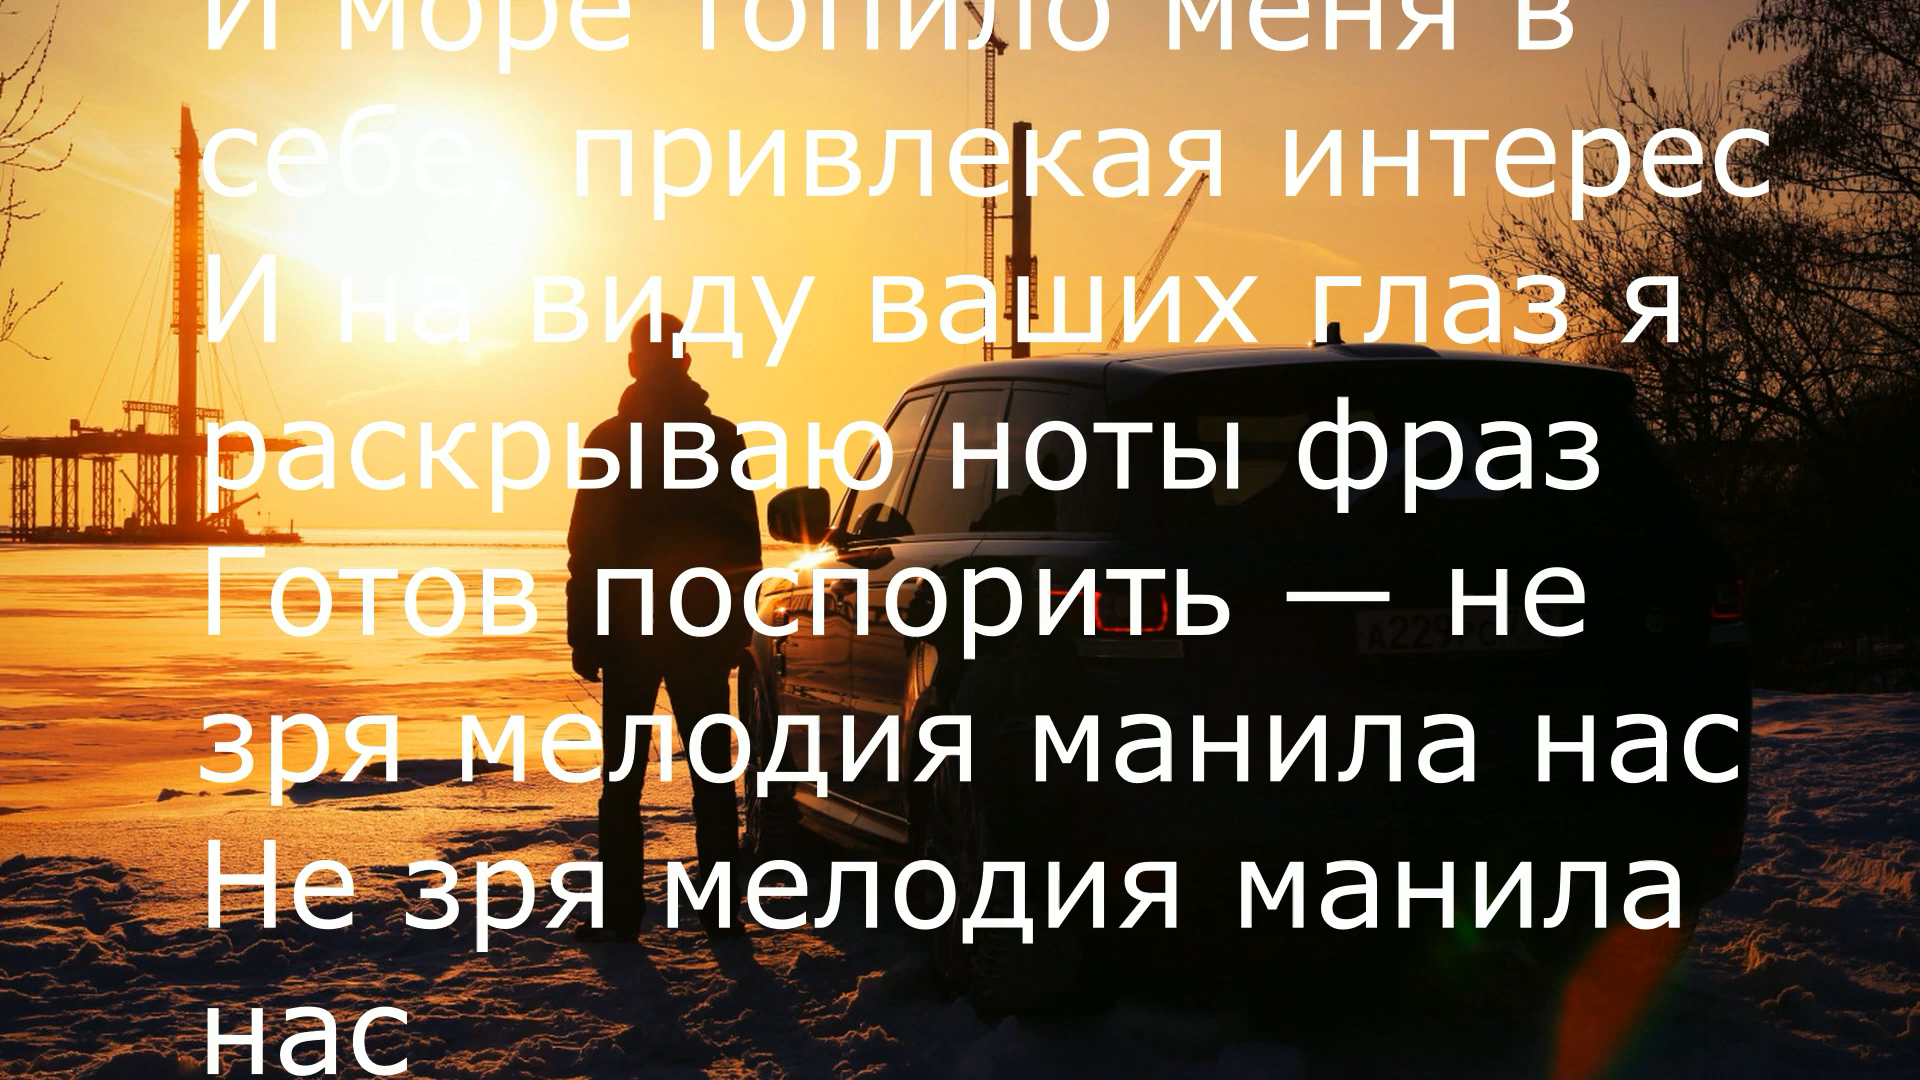 И море топило меня в
себе, привлекая интерес
И на виду ваших глаз я
раскрываю ноты фраз
Готов поспорить — не
зря мелодия манила нас
Не зря мелодия манила
нас